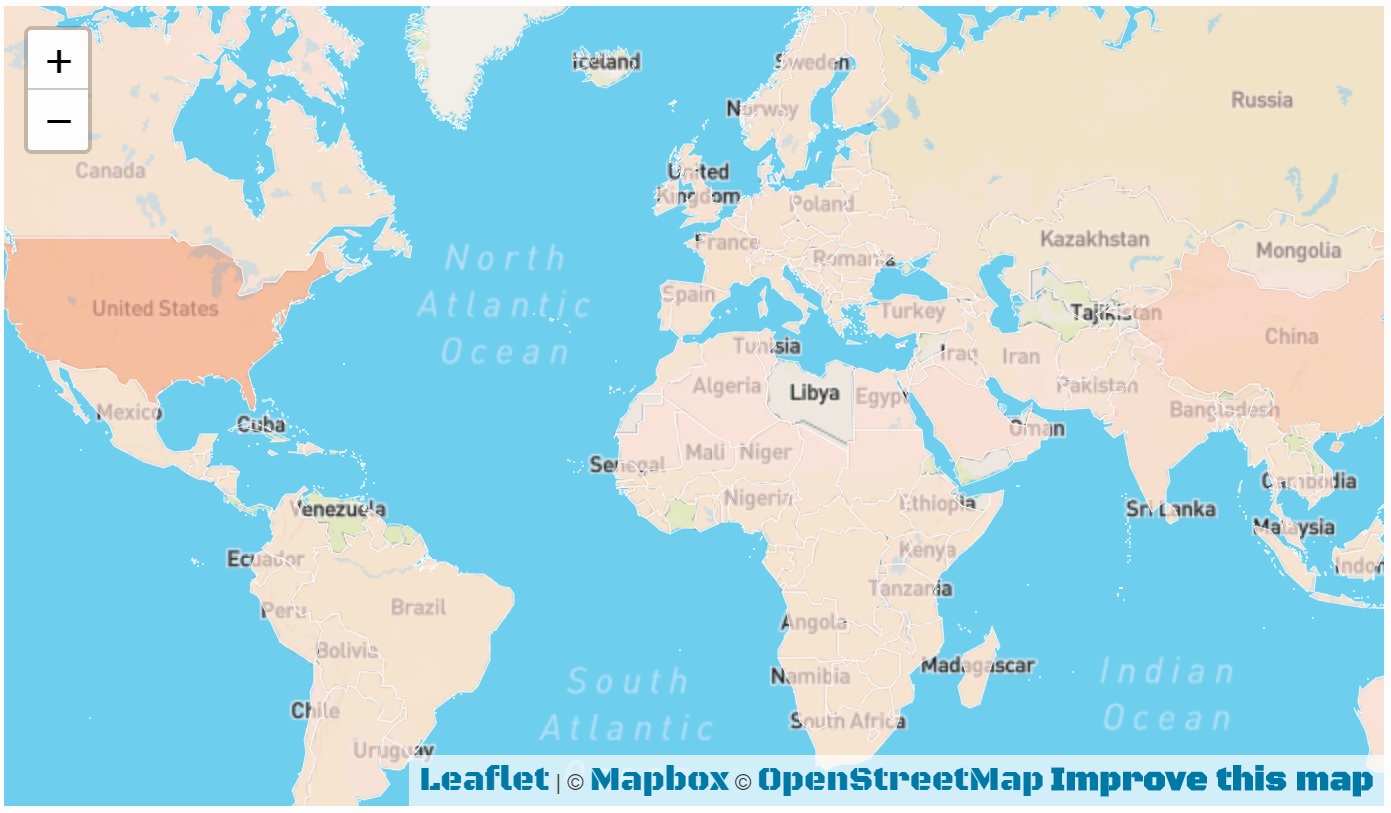 +
−
Iceland
Sweden
Norway
Russia
Canada
United
Kingdom
Poland
France
Romania
Kazakhstan
Mongolia
North
Atlantic
Ocean
United States
Spain
Turkey
Tajikistan
China
Tunisia
Iraq
Iran
Algeria
Libya
Egypt
Pakistan
Mexico
Cuba
Oman
Bangladesh
Senegal
Mali
Niger
Venezuela
Nigeria
Ethiopia
Sri Lanka
Cambodia
Malaysia
Ecuador
Kenya
Indon
Peru
Brazil
Tanzania
Angola
Bolivia
Namibia
Madagascar
South
Atlantic
Indian
Ocean
Chile
South Africa
Uruguay
Leaflet | © Mapbox © OpenStreetMap Improve this map